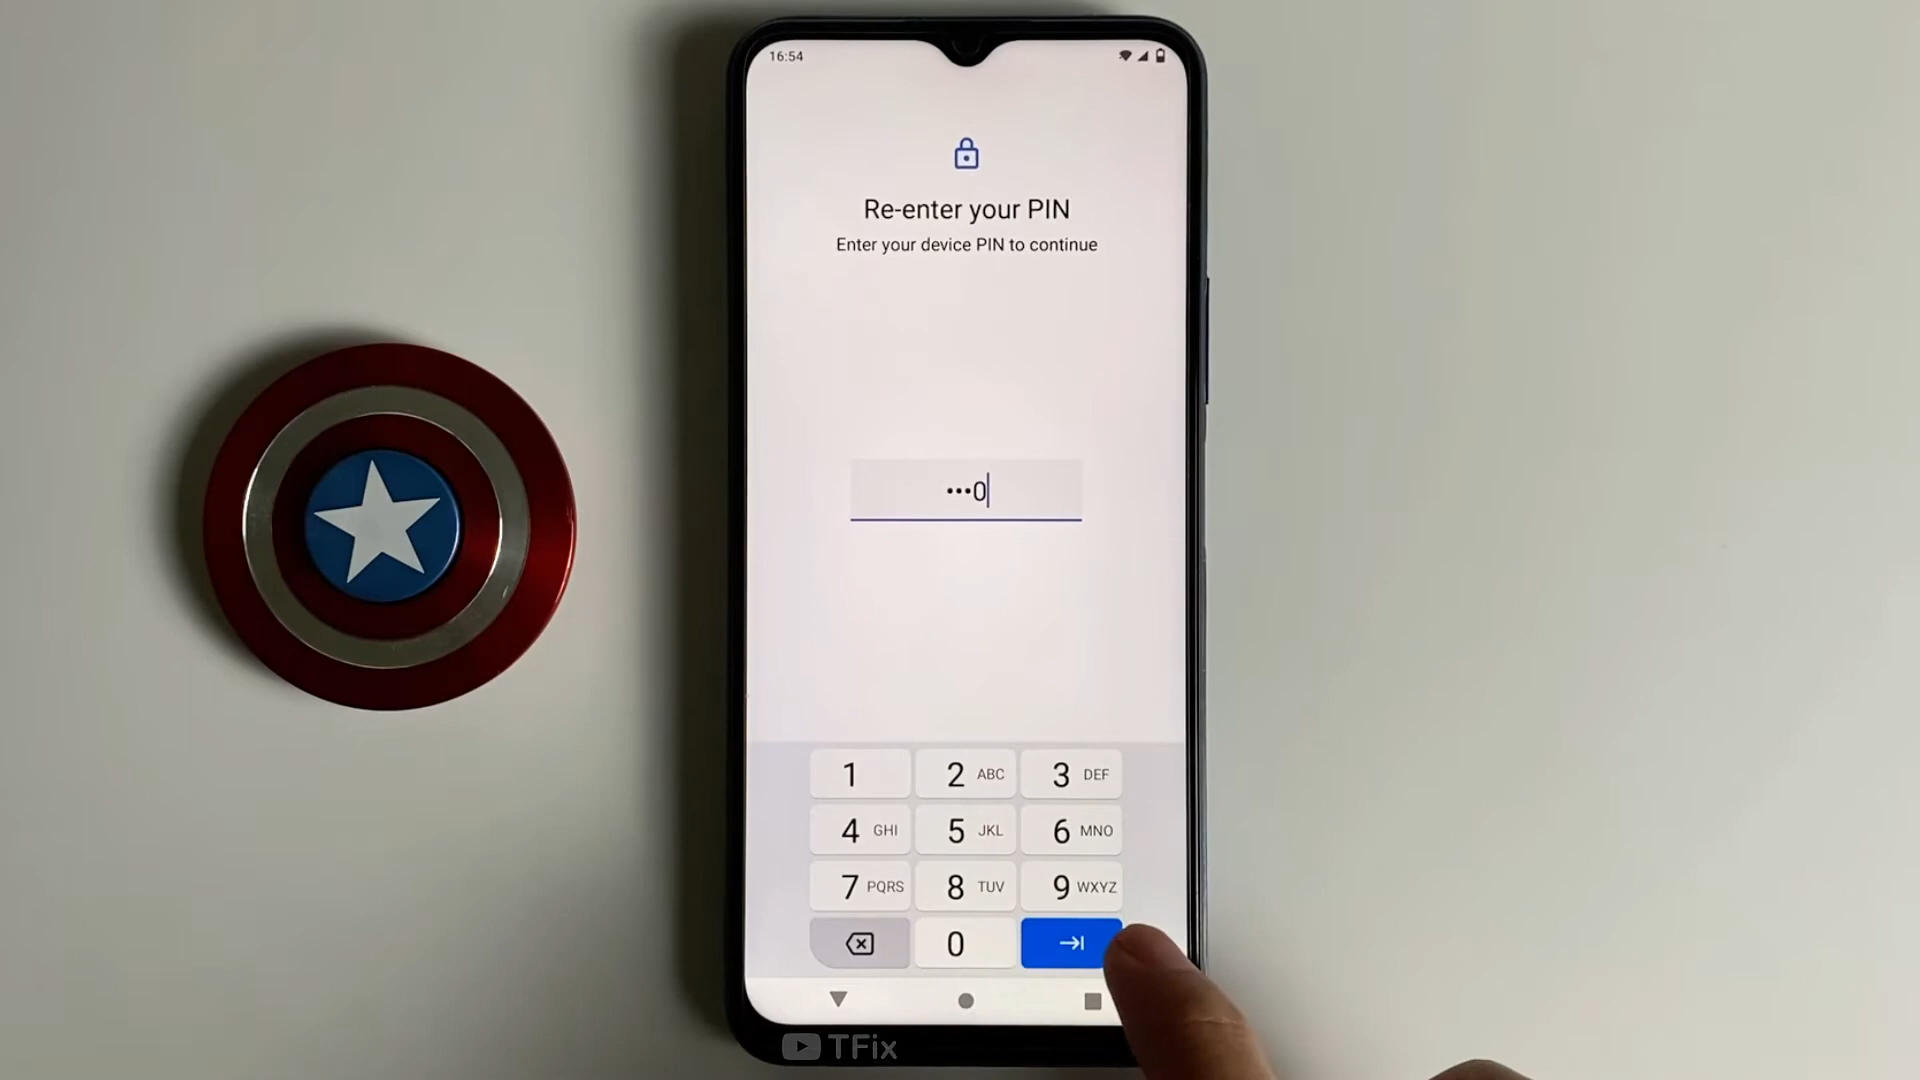 16:54
Re-enter your PIN
Enter your device PIN to continue
•••0
1
2 ABC
3 DEF
4 GHI
5 JKL
6 MNO
7 PQRS
8 TUV
9 WXYZ
0
TFix